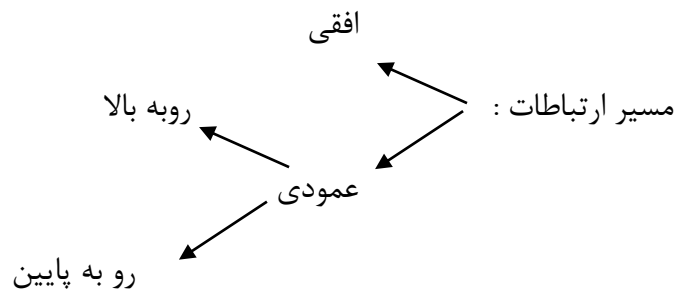 افقی
مسیر ارتباطات :
روبه بالا
عمودی
رو به پایین